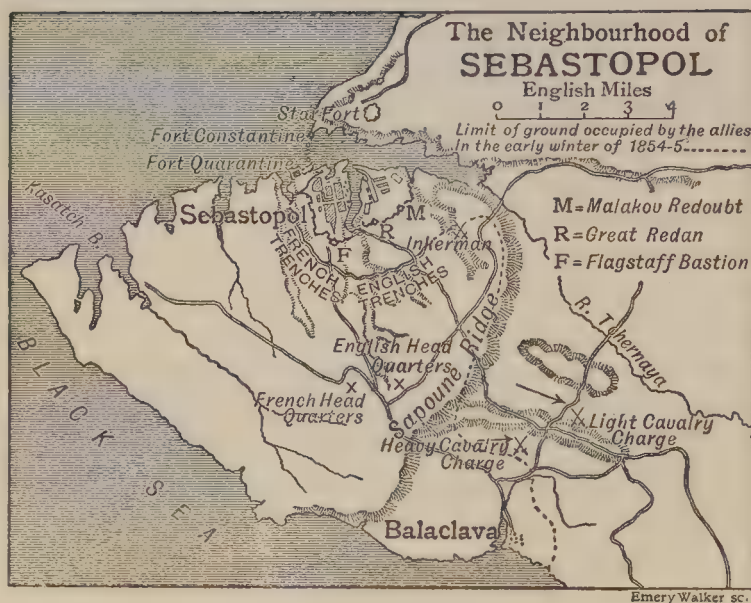 The Neighbourhood of
SEBASTOPOL
English Miles
0 1 2 3 4
Limit of ground occupied by the allies
in the early winter of 1854-5
M=Malakov Redoubt
R=Great Redan
F=Flagstaff Bastion
Star Fort
Fort Constantine
Fort Quarantine
Kasatch B.
Sebastopol
M
R
F
Inkerman
FRENCH
TRENCHES
ENGLISH
TRENCHES
R. Tchernaya
English Head
Quarters
French Head
Quarters
Sapoune Ridge
Light Cavalry
Charge
Heavy Cavalry
Charge
BLACK SEA
Balaclava
Emery Walker sc.